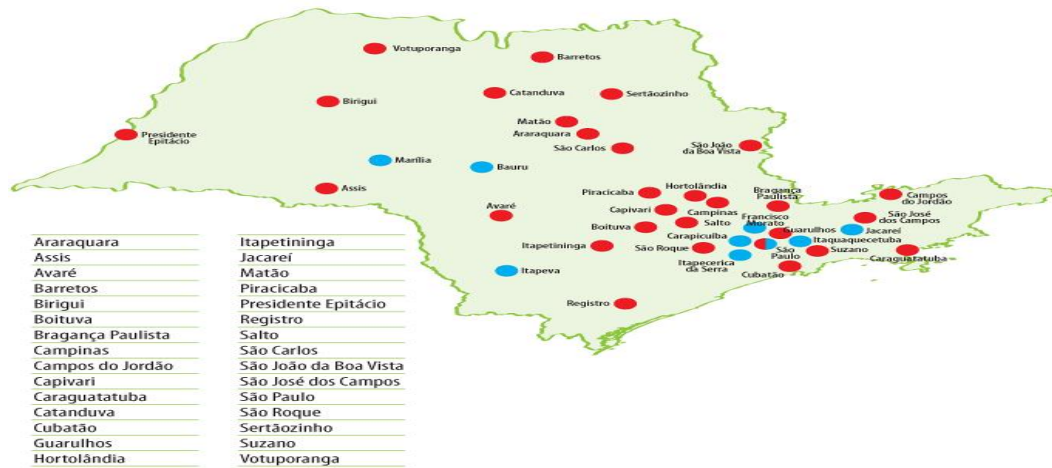 Votuporanga
Barretos
Birigui
Catanduva
Sertãozinho
Presidente
Epitácio
Matão
Araraquara
São Carlos
São João
da Boa Vista
Marília
Bauru
Assis
Avaré
Piracicaba
Hortolândia
Bragança
Paulista
Campos
do Jordão
Capivari
Campinas
Salto
Francisco
Morato
São José
dos Campos
Boituva
Carapicuíba
Guarulhos
Jacareí
Itaquaquecetuba
Itapetininga
São Roque
São
Paulo
Suzano
Caraguatatuba
Itapecerica
da Serra
Cubatão
Itapeva
Registro
Araraquara
Assis
Avaré
Barretos
Birigui
Boituva
Bragança Paulista
Campinas
Campos do Jordão
Capivari
Caraguatatuba
Catanduva
Cubatão
Guarulhos
Hortolândia
Itapetininga
Jacareí
Matão
Piracicaba
Presidente Epitácio
Registro
Salto
São Carlos
São João da Boa Vista
São José dos Campos
São Paulo
São Roque
Sertãozinho
Suzano
Votuporanga